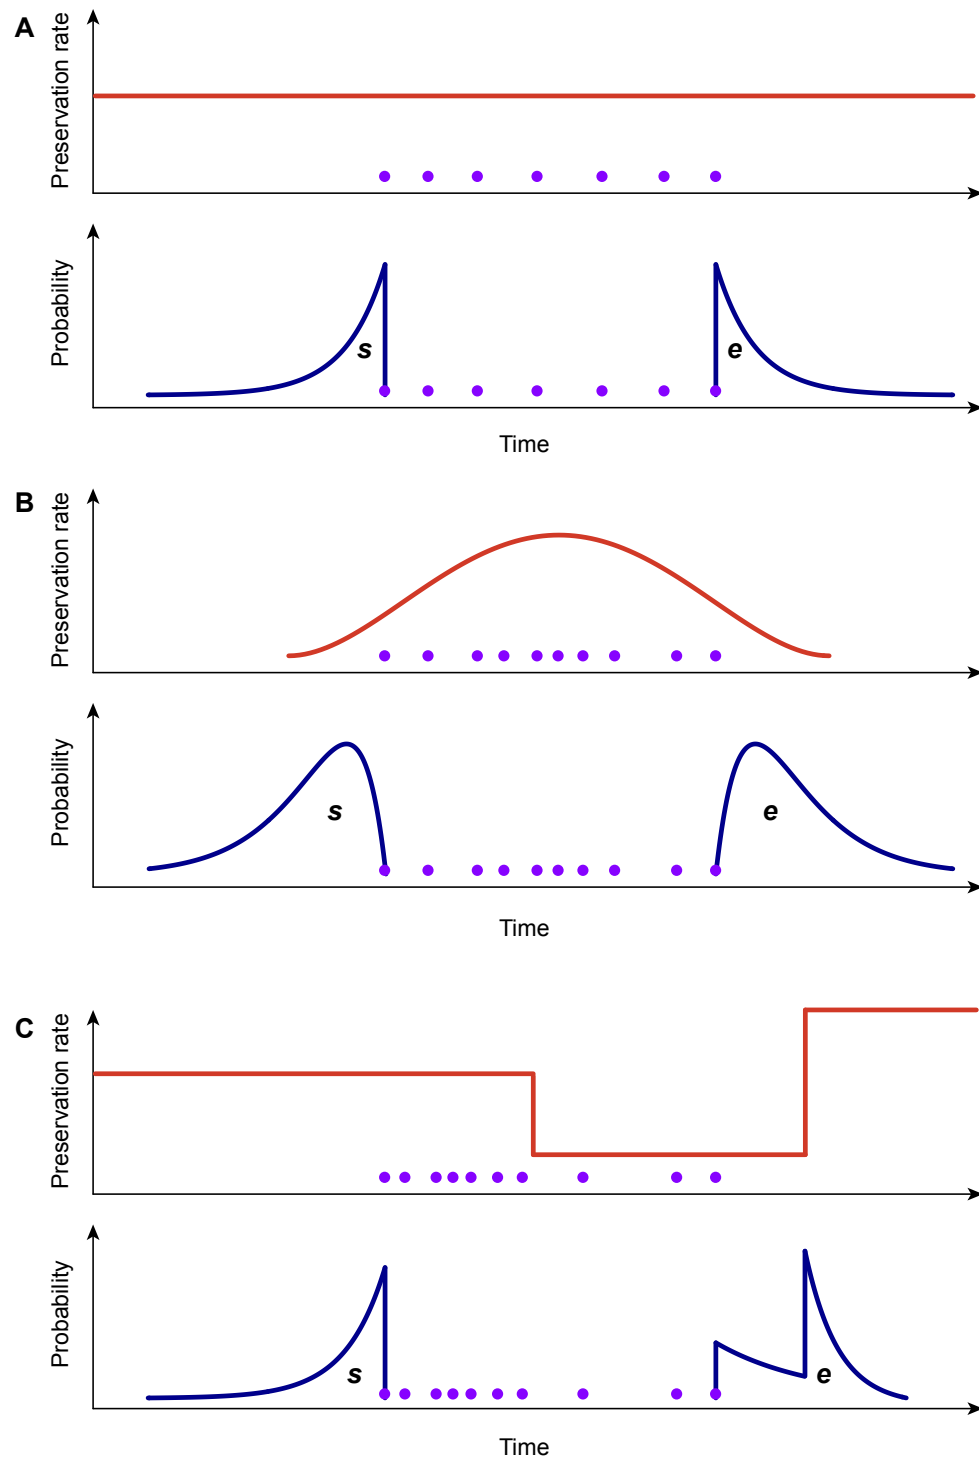 A
Preservation rate
Probability
s
e
Time
B
Preservation rate
Probability
s
e
Time
C
Preservation rate
Probability
s
e
Time